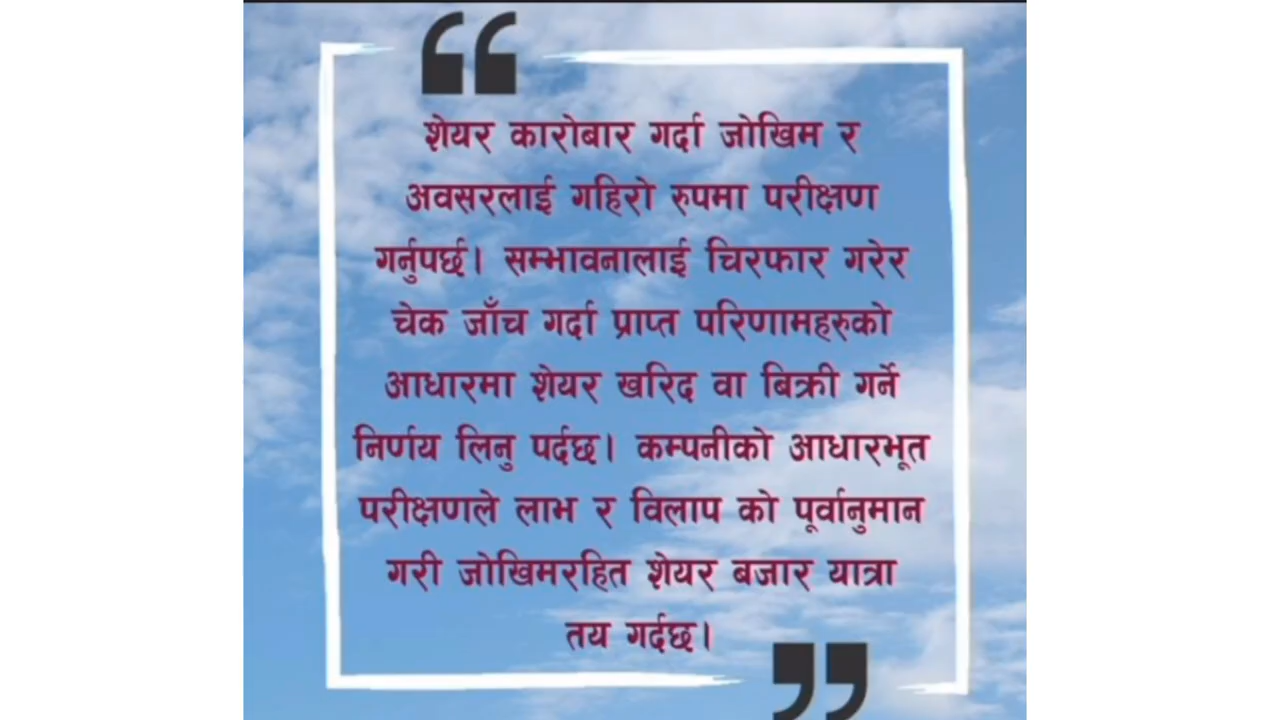 शेयर कारोबार गर्दा जोखिम र
अवसरलाई गहिरो रुपमा परीक्षण
गर्नुपर्छ। सम्भावनालाई चिरफार गरेर
चेक जाँच गर्दा प्राप्त परिणामहरुको
आधारमा शेयर खरिद वा बिक्री गर्ने
निर्णय लिनु पर्दछ। कम्पनीको आधारभूत
परीक्षणले लाभ र विलाप को पूर्वानुमान
गरी जोखिमरहित शेयर बजार यात्रा
तय गर्दछ।